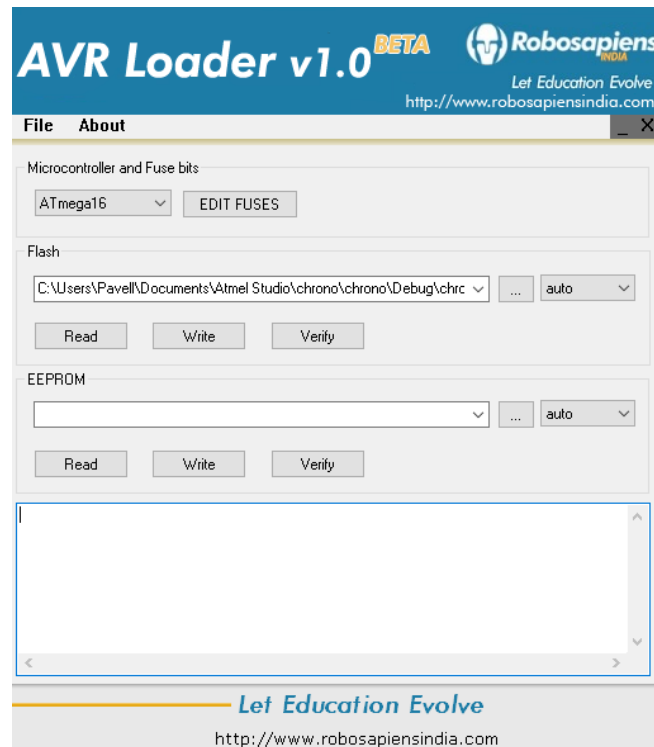 AVR Loader v1.0 BETA
Robosapiens
INDIA
Let Education Evolve
http://www.robosapiensindia.com
File About _ X
Microcontroller and Fuse bits
ATmega16 EDIT FUSES
Flash
C:\Users\Pavell\Documents\Atmel Studio\chrono\chrono\Debug\chrc ... auto
Read Write Verify
EEPROM
... auto
Read Write Verify
Let Education Evolve
http://www.robosapiensindia.com